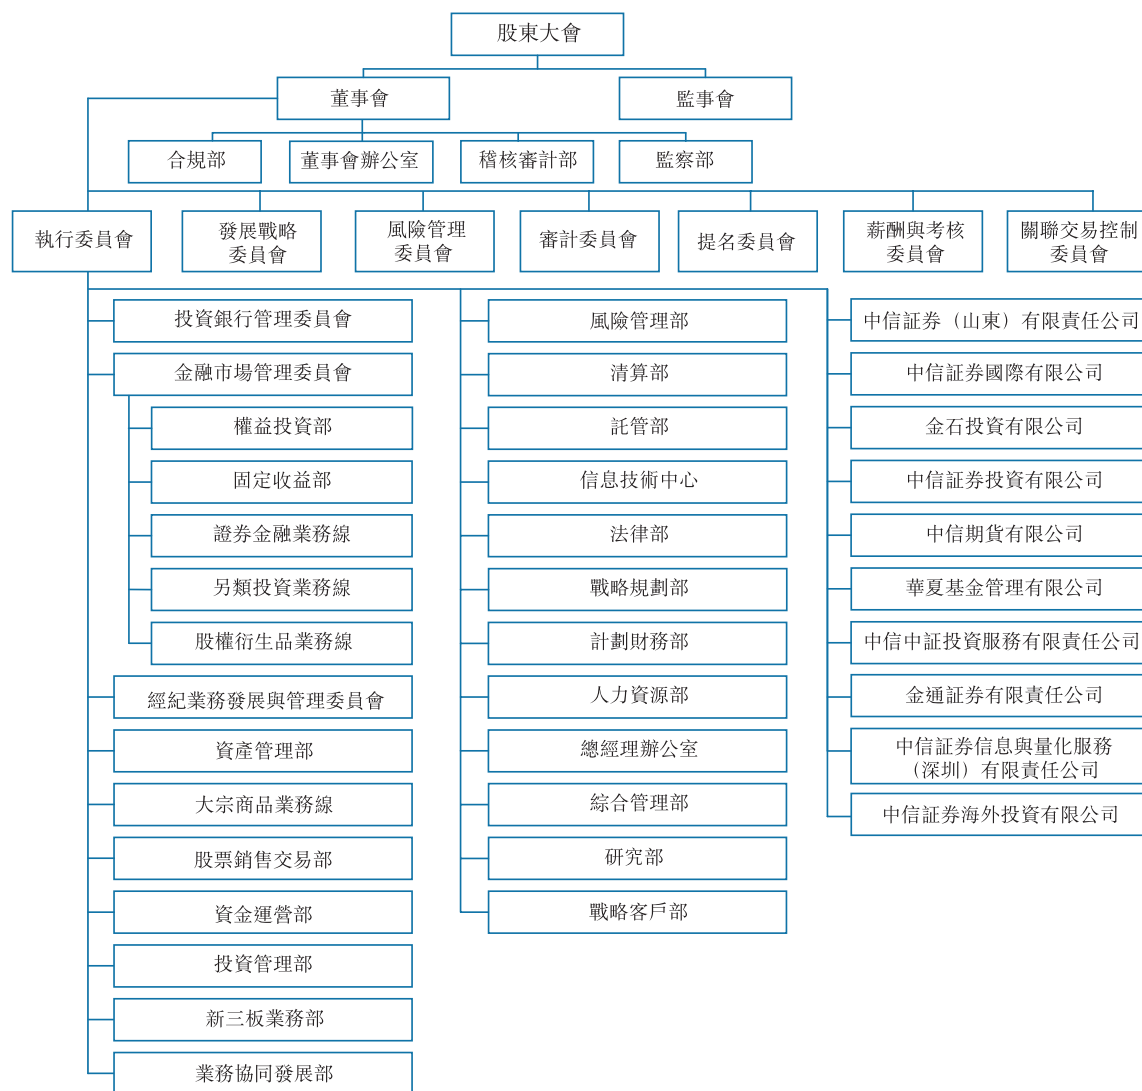 股東大會
董事會
監事會
合規部
董事會辦公室
稽核審計部
監察部
執行委員會
發展戰略
委員會
風險管理
委員會
審計委員會
提名委員會
薪酬與考核
委員會
關聯交易控制
委員會
投資銀行管理委員會
金融市場管理委員會
權益投資部
固定收益部
證券金融業務線
另類投資業務線
股權衍生品業務線
經紀業務發展與管理委員會
資產管理部
大宗商品業務線
股票銷售交易部
資金運營部
投資管理部
新三板業務部
業務協同發展部
風險管理部
清算部
託管部
信息技術中心
法律部
戰略規劃部
計劃財務部
人力資源部
總經理辦公室
綜合管理部
研究部
戰略客戶部
中信証券（山東）有限責任公司
中信証券國際有限公司
金石投資有限公司
中信証券投資有限公司
中信期貨有限公司
華夏基金管理有限公司
中信中証投資服務有限責任公司
金通証券有限責任公司
中信証券信息與量化服務
（深圳）有限責任公司
中信証券海外投資有限公司